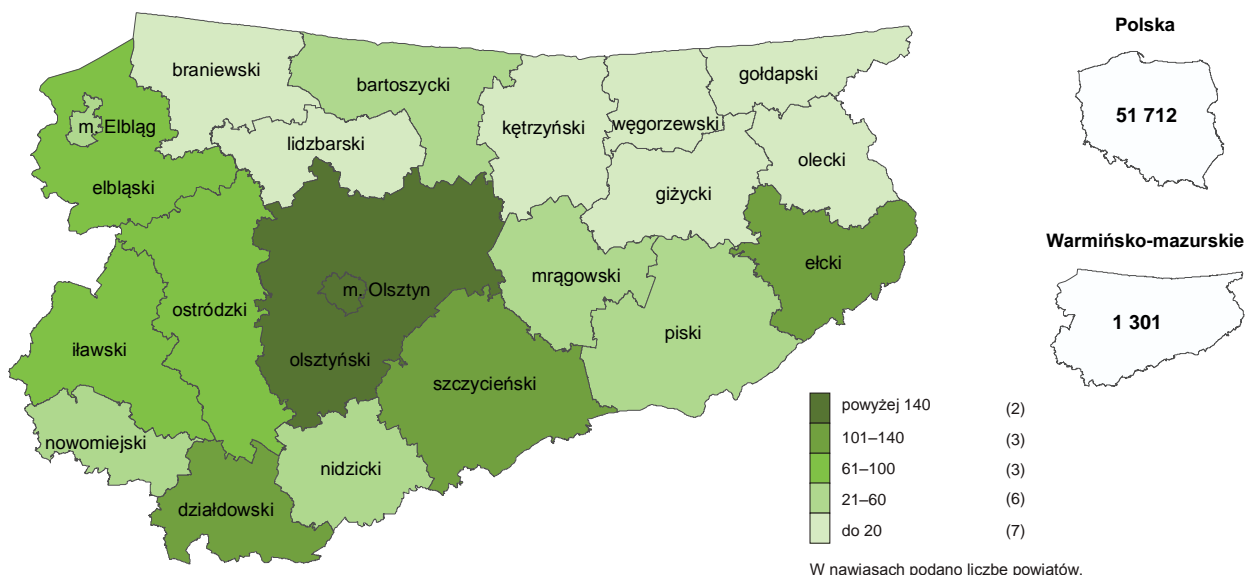 braniewski
bartoszycki
gołdapski
m. Elbląg
kętrzyński
węgorzewski
lidzbarski
olecki
elbląski
giżycki
mrągowski
ełcki
m. Olsztyn
ostródzki
piski
iławski
olsztyński
szczycieński
nowomiejski
nidzicki
działdowski
Polska
51 712
Warmińsko-mazurskie
1 301
powyżej 140 (2)
101–140 (3)
61–100 (3)
21–60 (6)
do 20 (7)
W nawiasach podano liczbę powiatów.